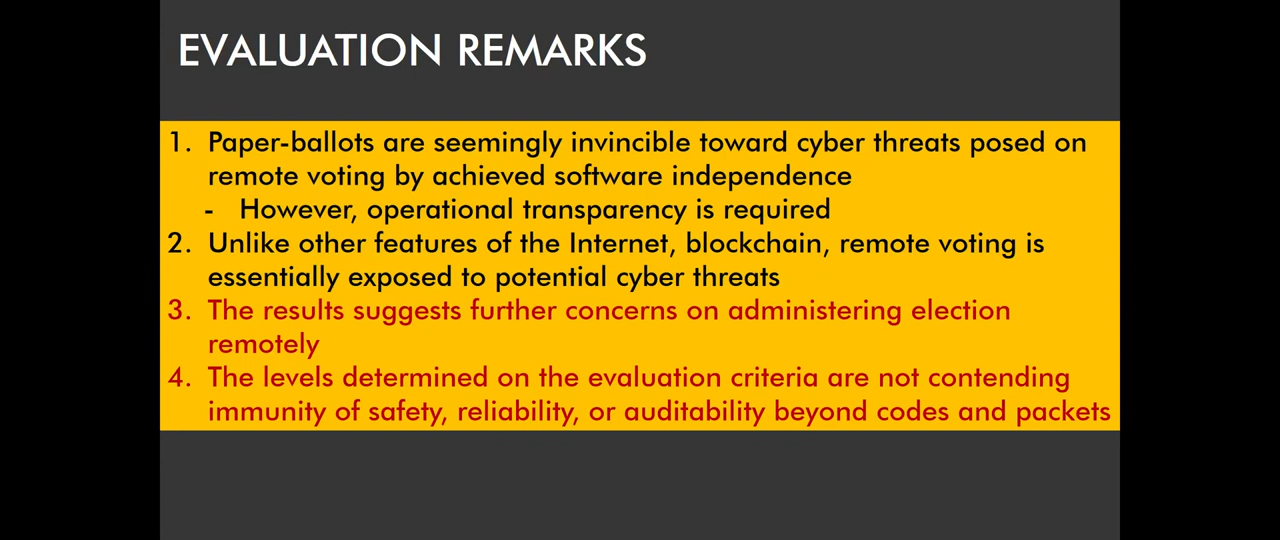 EVALUATION REMARKS
1. Paper-ballots are seemingly invincible toward cyber threats posed on
remote voting by achieved software independence
- However, operational transparency is required
2. Unlike other features of the Internet, blockchain, remote voting is
essentially exposed to potential cyber threats
3. The results suggests further concerns on administering election
remotely
4. The levels determined on the evaluation criteria are not contending
immunity of safety, reliability, or auditability beyond codes and packets